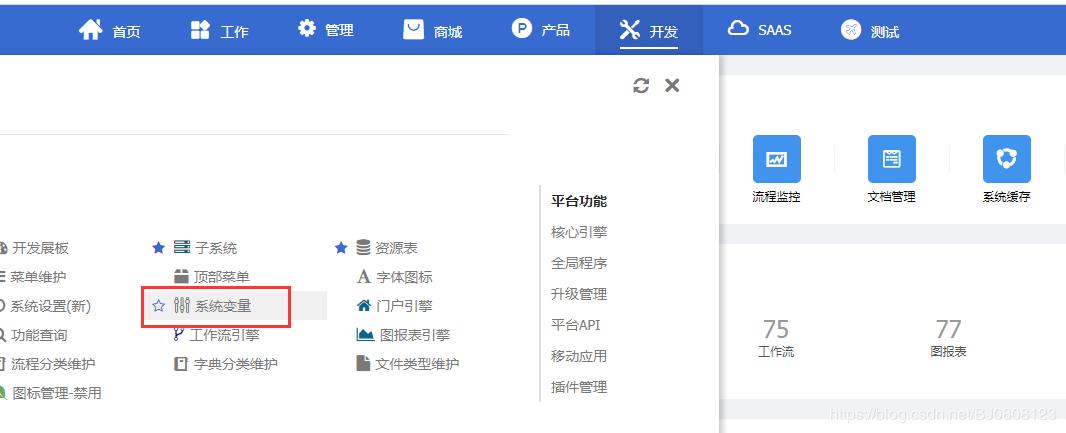 首页 工作 管理 商城 产品 开发 SAAS 测试
流程监控 文档管理 系统缓存
平台功能
核心引擎
全局程序
升级管理
平台API
移动应用
插件管理
开发展板 子系统 资源表
菜单维护 顶部菜单 字体图标
系统设置(新) 系统变量 门户引擎
功能查询 工作流引擎 图报表引擎
流程分类维护 字典分类维护 文件类型维护
图标管理-禁用
75 77
工作流 图报表
https://blog.csdn.net/BJ0808123